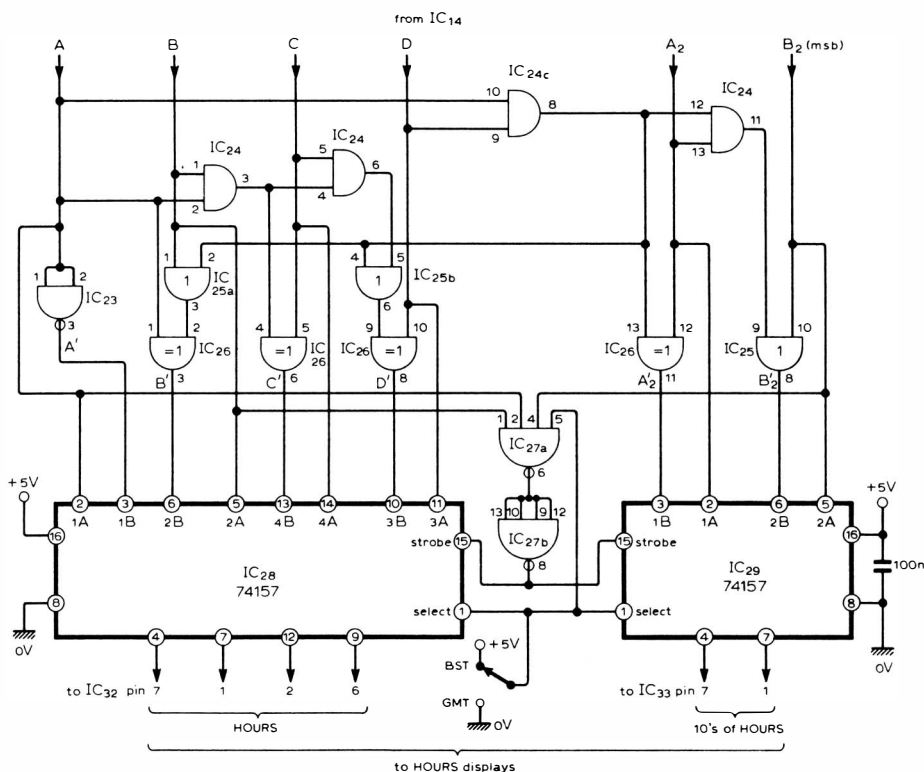 from IC14
A B C D A2 B2 (msb)
IC24c
10 8 9
IC24
12 11 13
IC24
1 3 2
IC24
5 6 4
1 2
IC23
3
A'
1 2
1
IC
25a
3
4 5
1
IC25b
6
1 2
=1
IC26
B' 3
4 5
=1
IC
26
C' 6
9 10
=1
IC26
D' 8
13 12
=1
IC26
A'2 11
9 10
1
IC25
B'2 8
1 2 4 5
IC27a
6
13 10 9 12
IC27b
8
+5V
2 3 6 5 13 14 10 11
1A 1B 2B 2A 4B 4A 3B 3A
16
strobe 15
IC28
74157
8
0V
select 1
4 7 12 9
3 2 6 5
1B 1A 2B 2A
+5V
15 strobe
16
IC29
74157
100n
1 select
8
0V
4 7
+5V
BST
GMT
0V
to IC32 pin 7 1 2 6
HOURS
to IC33 pin 7 1
10's of HOURS
to HOURS displays